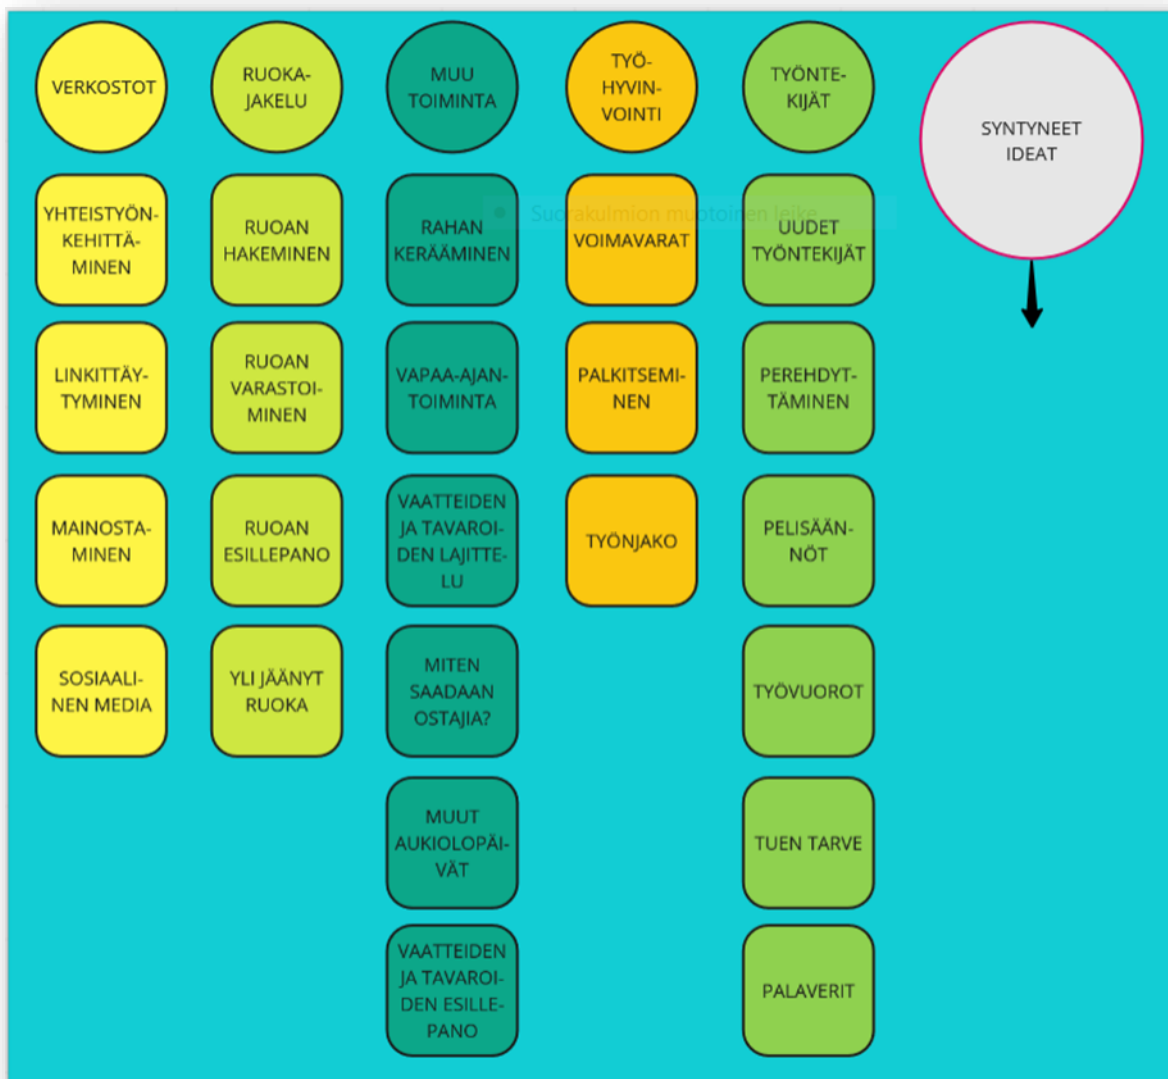 VERKOSTOT
YHTEISTYÖN-
KEHITTÄ-
MINEN
LINKITTÄY-
TYMINEN
MAINOSTA-
MINEN
SOSIAALI-
NEN MEDIA
RUOKA-
JAKELU
RUOAN
HAKEMINEN
RUOAN
VARASTOI-
MINEN
RUOAN
ESILLEPANO
YLI JÄÄNYT
RUOKA
MUU
TOIMINTA
RAHAN
KERÄÄMINEN
VAPAA-AJAN-
TOIMINTA
VAATTEIDEN
JA TAVAROI-
DEN LAJITTE-
LU
MITEN
SAADAAN
OSTAJIA?
MUUT
AUKIOLOPÄI-
VÄT
VAATTEIDEN
JA TAVAROI-
DEN ESILLE-
PANO
TYÖ-
HYVIN-
VOINTI
Suorakulmion muotoinen leike
VOIMAVARAT
PALKITSEMI-
NEN
TYÖNJAKO
TYÖNTE-
KIJÄT
UUDET
TYÖNTEKIJÄT
PEREHDYT-
TÄMINEN
PELISÄÄN-
NÖT
TYÖVUOROT
TUEN TARVE
PALAVERIT
SYNTYNEET
IDEAT